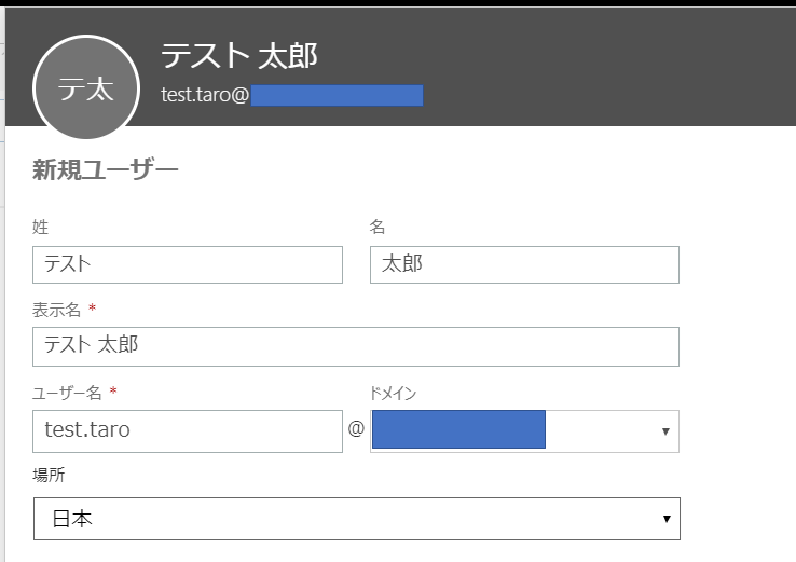 テスト 太郎
テ太
test.taro@
新規ユーザー
姓 名
テスト 太郎
表示名 *
テスト 太郎
ユーザー名 * ドメイン
test.taro @
場所
日本